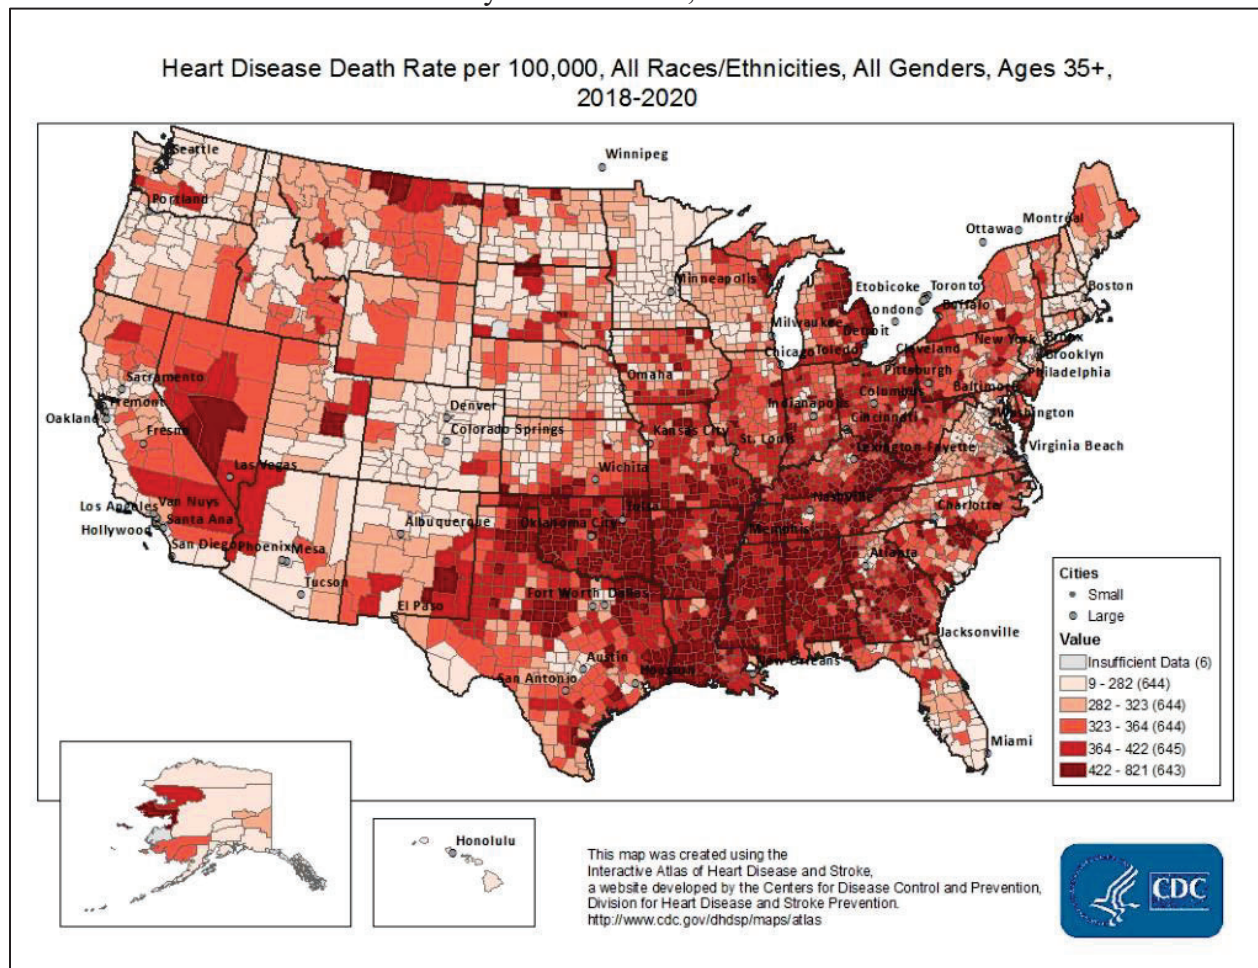 Heart Disease Death Rate per 100,000, All Races/Ethnicities, All Genders, Ages 35+,
2018-2020
Winnipeg
Seattle
Portland
Montréal
Ottawa
Minneapolis
Etobicoke
Toronto
London
Buffalo
Boston
Milwaukee
Detroit
Chicago
Toledo
Cleveland
New York
Bronx
Brooklyn
Omaha
Pittsburgh
Philadelphia
Sacramento
Fremont
Oakland
Fresno
Denver
Colorado Springs
Indianapolis
Columbus
Baltimore
Washington
Cincinnati
Kansas City
St. Louis
Lexington-Fayette
Virginia Beach
Las Vegas
Wichita
Los Angeles
Van Nuys
Santa Ana
Hollywood
Albuquerque
Oklahoma City
Tulsa
Nashville
Memphis
Charlotte
San Diego
Phoenix
Mesa
Tucson
El Paso
Fort Worth
Dallas
Atlanta
Austin
San Antonio
Houston
New Orleans
Jacksonville
Miami
Cities
Small
Large
Value
Insufficient Data (6)
9 - 282 (644)
282 - 323 (644)
323 - 364 (644)
364 - 422 (645)
422 - 821 (643)
Honolulu
This map was created using the
Interactive Atlas of Heart Disease and Stroke,
a website developed by the Centers for Disease Control and Prevention,
Division for Heart Disease and Stroke Prevention.
http://www.cdc.gov/dhdsp/maps/atlas
CDC